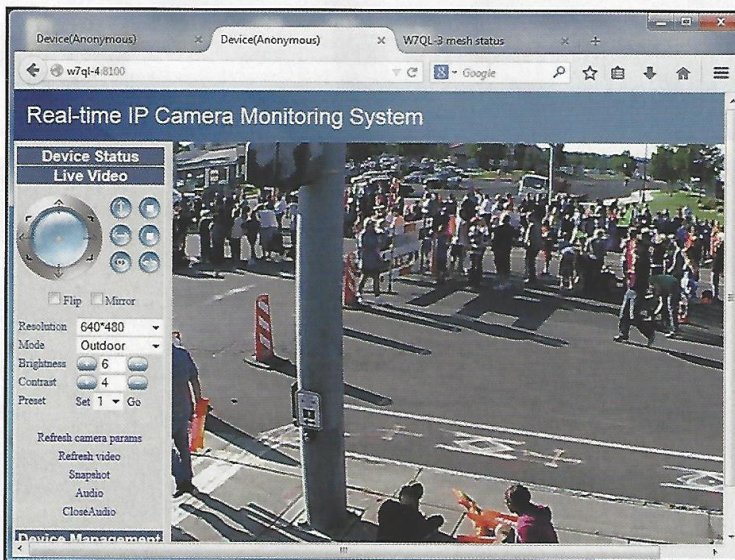 Device(Anonymous) × Device(Anonymous) × W7QL-3 mesh status × +
w7ql-4:8100 Google
Real-time IP Camera Monitoring System
Device Status
Live Video
Flip Mirror
Resolution 640*480
Mode Outdoor
Brightness 6
Contrast 4
Preset Set 1 Go
Refresh camera params
Refresh video
Snapshot
Audio
CloseAudio
Device Management